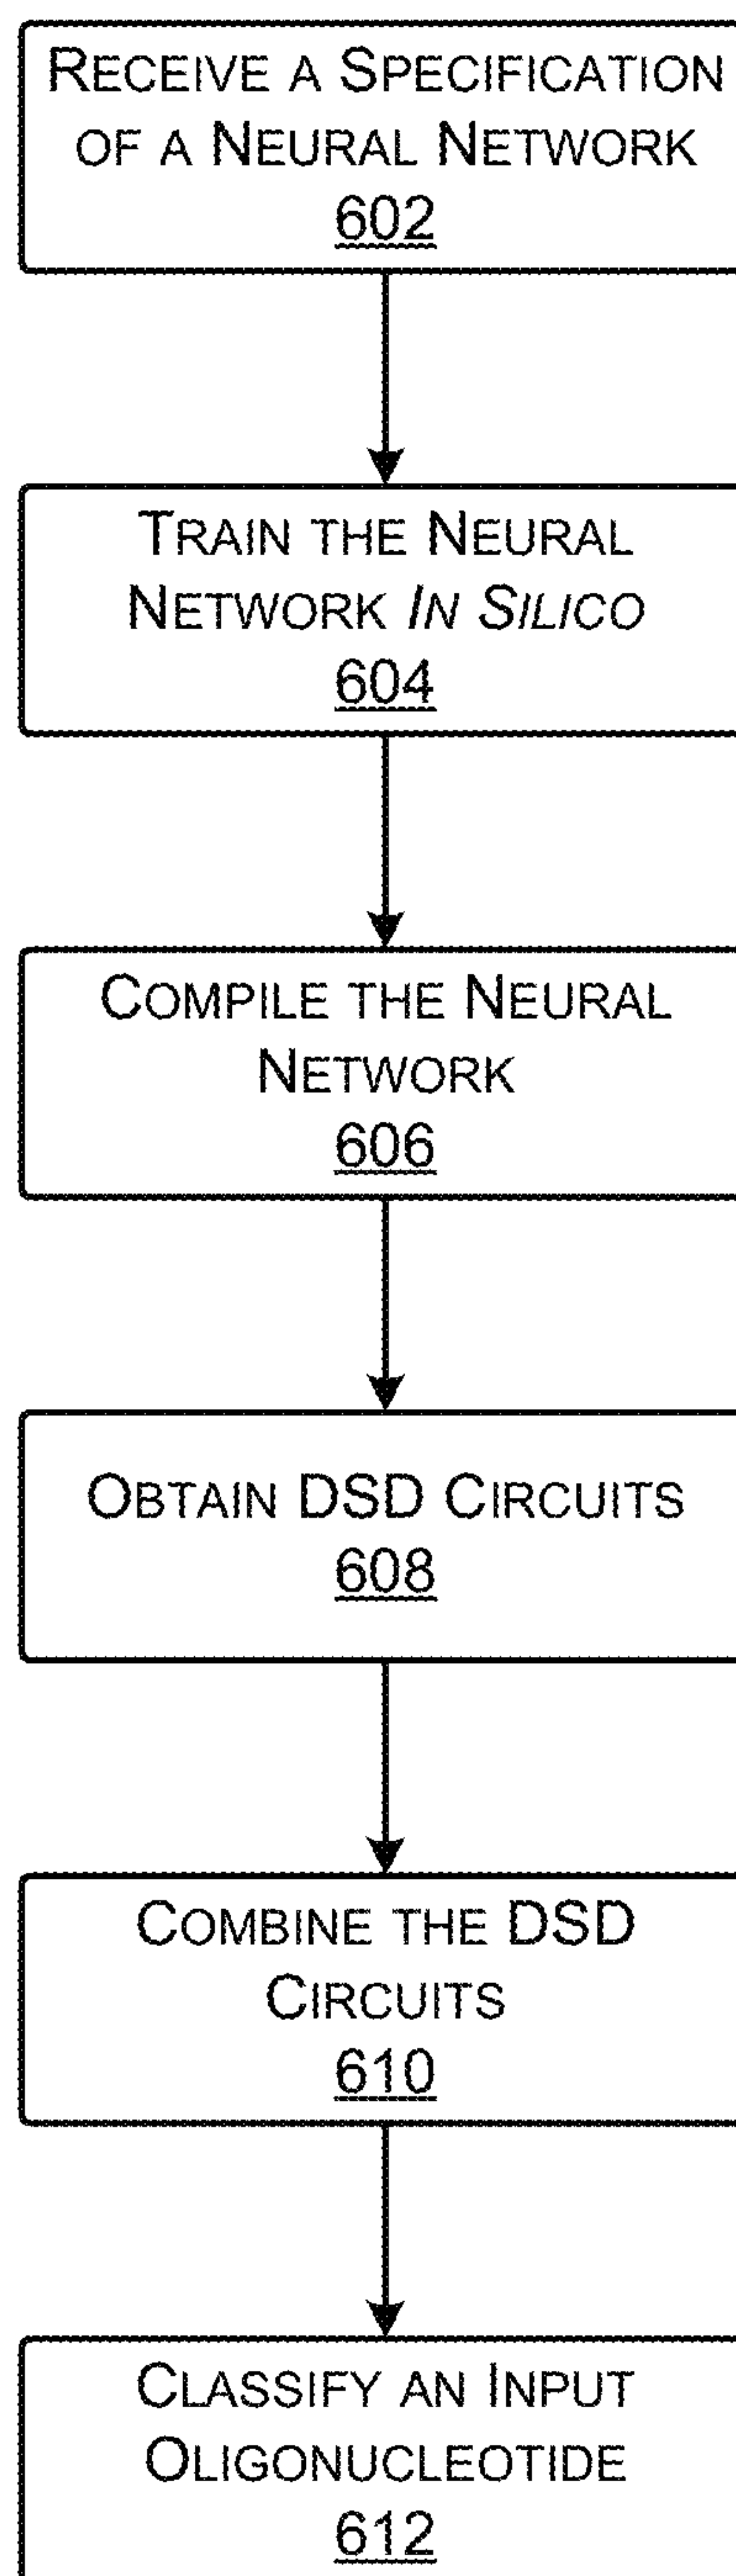 RECEIVE A SPECIFICATION
OF A NEURAL NETWORK
602
TRAIN THE NEURAL
NETWORK IN SILICO
604
COMPILE THE NEURAL
NETWORK
606
OBTAIN DSD CIRCUITS
608
COMBINE THE DSD
CIRCUITS
610
CLASSIFY AN INPUT
OLIGONUCLEOTIDE
612